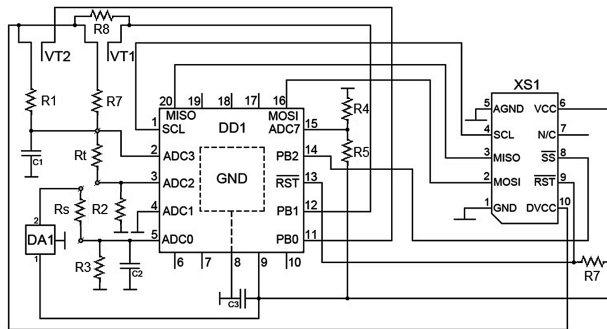 R8
VT2
VT1
R1
R7
C1
Rt
Rs
R2
2
DA1
1
R3
C2
20
19
18
17
16
MISO
MOSI
1
SCL
DD1
ADC7
15
2
ADC3
PB2
14
3
ADC2
GND
RST
13
4
ADC1
PB1
12
5
ADC0
PB0
11
6
7
8
9
10
C3
R4
R5
XS1
5
AGND
VCC
6
4
SCL
N/C
7
3
MISO
SS
8
2
MOSI
RST
9
1
GND
DVCC
10
R7